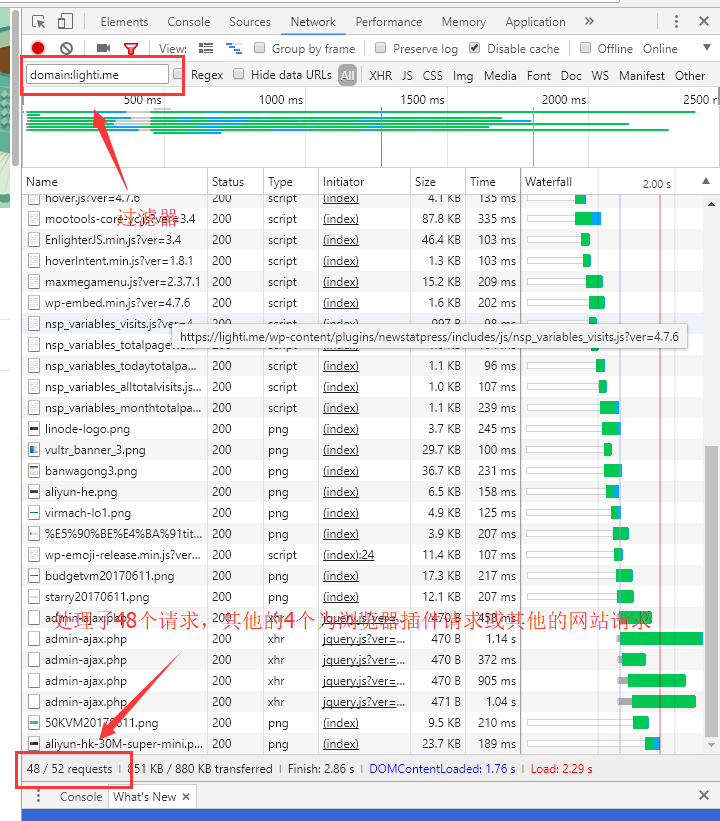 Elements Console Sources Network Performance Memory Application »
View: Group by frame Preserve log Disable cache Offline Online
domain:lighti.me Regex Hide data URLs All XHR JS CSS Img Media Font Doc WS Manifest Other
500 ms 1000 ms 1500 ms 2000 ms 2500 r
Name Status Type Initiator Size Time Waterfall 2.00 s
过滤器
hover.js?ver=4.7.6 200 script (index) 4.1 KB 135 ms
mootools-core-yc.js?ver=3.4 200 script (index) 87.8 KB 335 ms
EnlighterJS.min.js?ver=3.4 200 script (index) 46.4 KB 103 ms
hoverIntent.min.js?ver=1.8.1 200 script (index) 1.3 KB 103 ms
maxmegamenu.js?ver=2.3.7.1 200 script (index) 15.2 KB 209 ms
wp-embed.min.js?ver=4.7.6 200 script (index) 1.6 KB 202 ms
nsp_variables_visits.js?ver=4... 200 script (index) 997 B 98 ms
https://lighti.me/wp-content/plugins/newstatpress/includes/js/nsp_variables_visits.js?ver=4.7.6
nsp_variables_totalpagev
nsp_variables_todaytotalpa... 200 script (index) 1.1 KB 96 ms
nsp_variables_alltotalvisits.js... 200 script (index) 1.0 KB 107 ms
nsp_variables_monthtotalpa... 200 script (index) 1.1 KB 239 ms
linode-logo.png 200 png (index) 3.7 KB 245 ms
vultr_banner_3.png 200 png (index) 29.7 KB 100 ms
banwagong3.png 200 png (index) 36.7 KB 231 ms
aliyun-he.png 200 png (index) 6.5 KB 158 ms
virmach-lo1.png 200 png (index) 4.9 KB 125 ms
%E5%90%BE%E4%BA%91tit... 200 png (index) 3.9 KB 207 ms
wp-emoji-release.min.js?ver... 200 script (index):24 11.4 KB 107 ms
budgetvm20170611.png 200 png (index) 17.3 KB 217 ms
starry20170611.png 200 png (index) 12.1 KB 207 ms
处理了48个请求，其他的4个为浏览器插件请求或其他的网站请求
admin-ajax.php 200 xhr jquery.js?ver=... 470 B 458 ms
admin-ajax.php 200 xhr jquery.js?ver=... 470 B 1.14 s
admin-ajax.php 200 xhr jquery.js?ver=... 470 B 372 ms
admin-ajax.php 200 xhr jquery.js?ver=... 470 B 905 ms
admin-ajax.php 200 xhr jquery.js?ver=... 471 B 1.04 s
50KVM20170611.png 200 png (index) 9.5 KB 210 ms
aliyun-hk-30M-super-mini.p... 200 png (index) 23.7 KB 189 ms
48 / 52 requests | 851 KB / 880 KB transferred | Finish: 2.86 s | DOMContentLoaded: 1.76 s | Load: 2.29 s
Console What's New ×